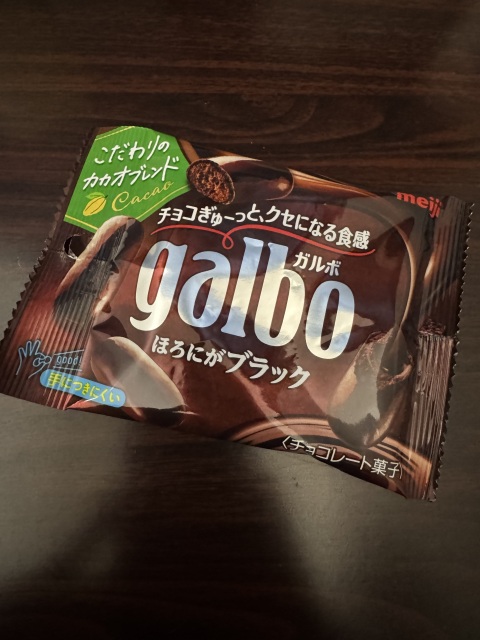 こだわりの
カカオブレンド
Cacao
meiji
チョコぎゅーっと、クセになる食感
ガルボ
galbo
ほろにがブラック
手につきにくい
〈チョコレート菓子〉